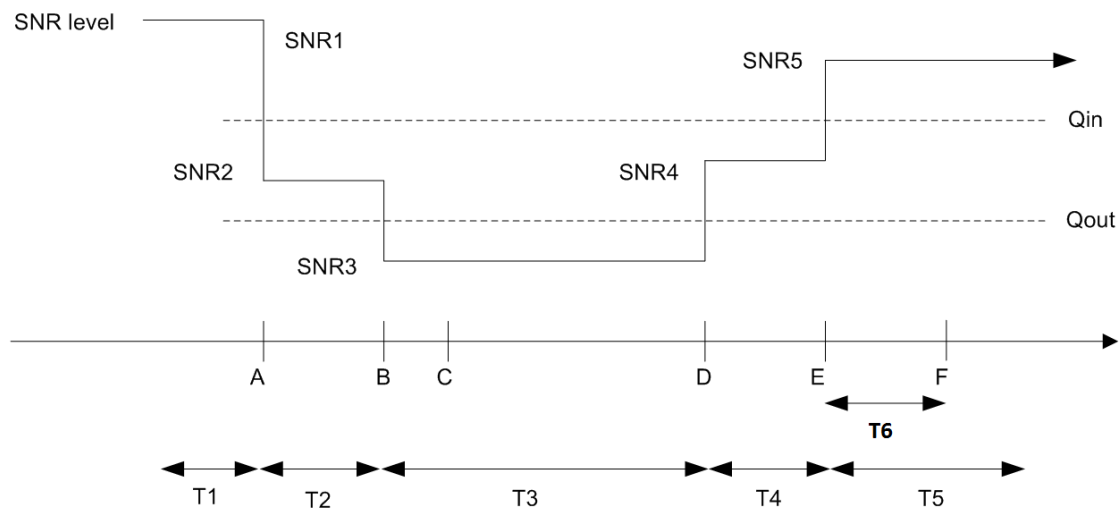 SNR level
SNR1
SNR5
Qin
SNR2
SNR4
Qout
SNR3
A B C D E F
T6
T1 T2 T3 T4 T5